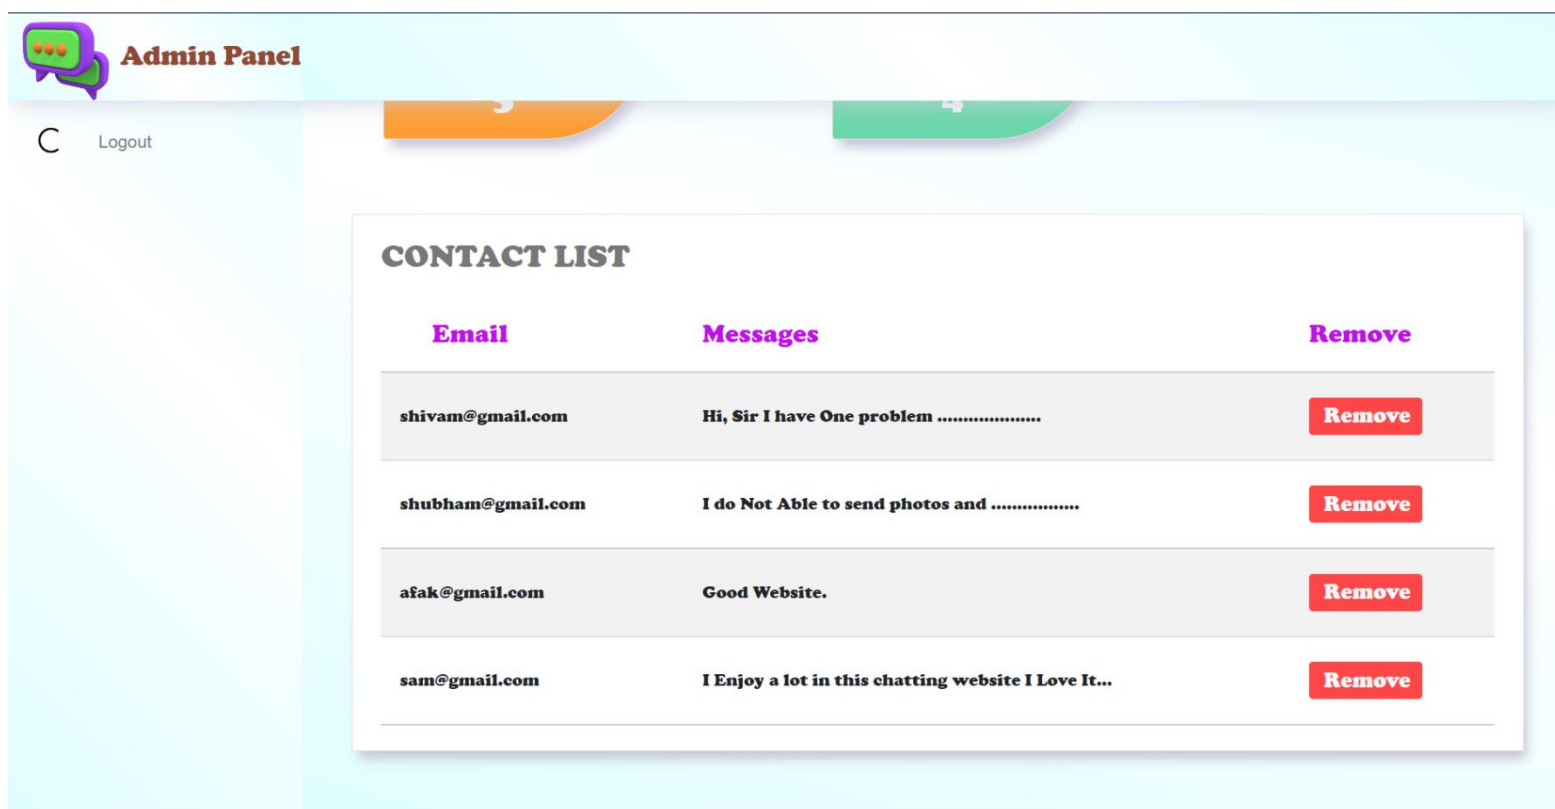 Admin Panel
Logout
4
CONTACT LIST
Email Messages Remove
shivam@gmail.com Hi, Sir I have One problem ..................... Remove
shubham@gmail.com I do Not Able to send photos and ................. Remove
afak@gmail.com Good Website. Remove
sam@gmail.com I Enjoy a lot in this chatting website I Love It... Remove